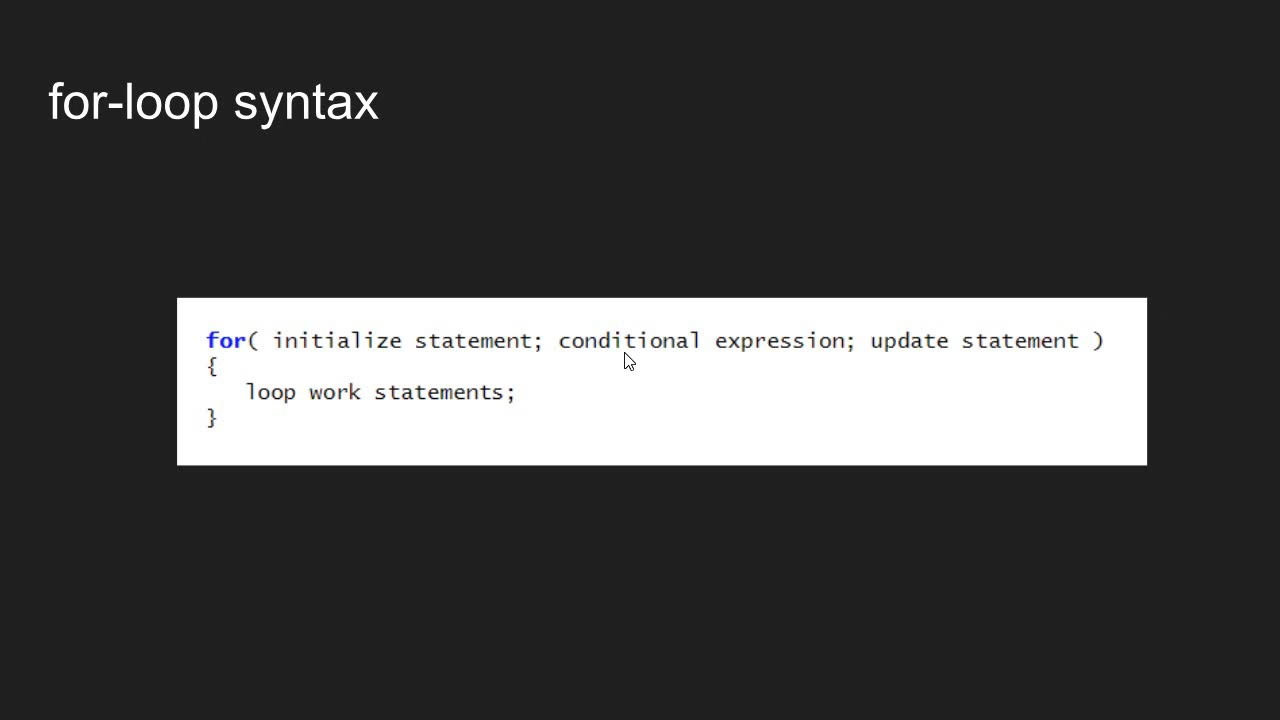 for-loop syntax
for( initialize statement; conditional expression; update statement )
{
loop work statements;
}